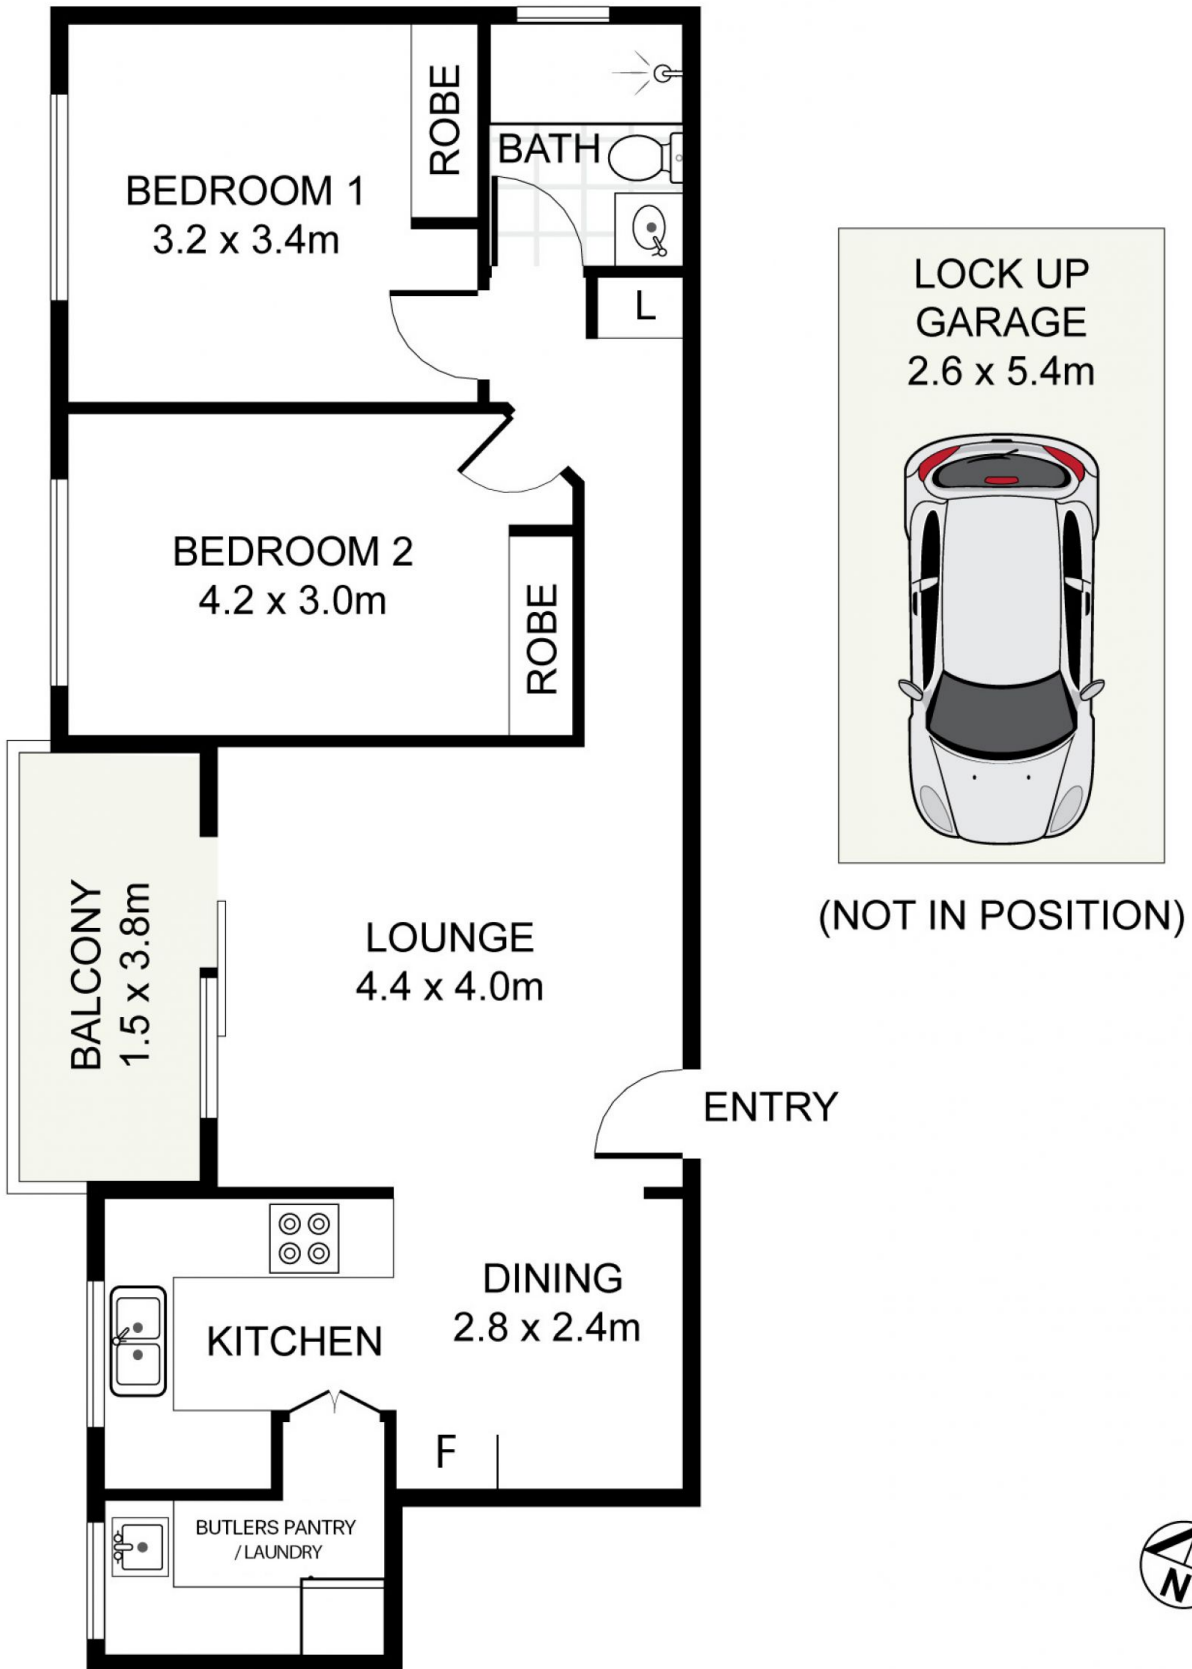 BEDROOM 1
3.2 x 3.4m
ROBE
BATH
L
LOCK UP
GARAGE
2.6 x 5.4m
BEDROOM 2
4.2 x 3.0m
ROBE
(NOT IN POSITION)
BALCONY
1.5 x 3.8m
LOUNGE
4.4 x 4.0m
ENTRY
DINING
2.8 x 2.4m
KITCHEN
F
BUTLERS PANTRY
/ LAUNDRY
N